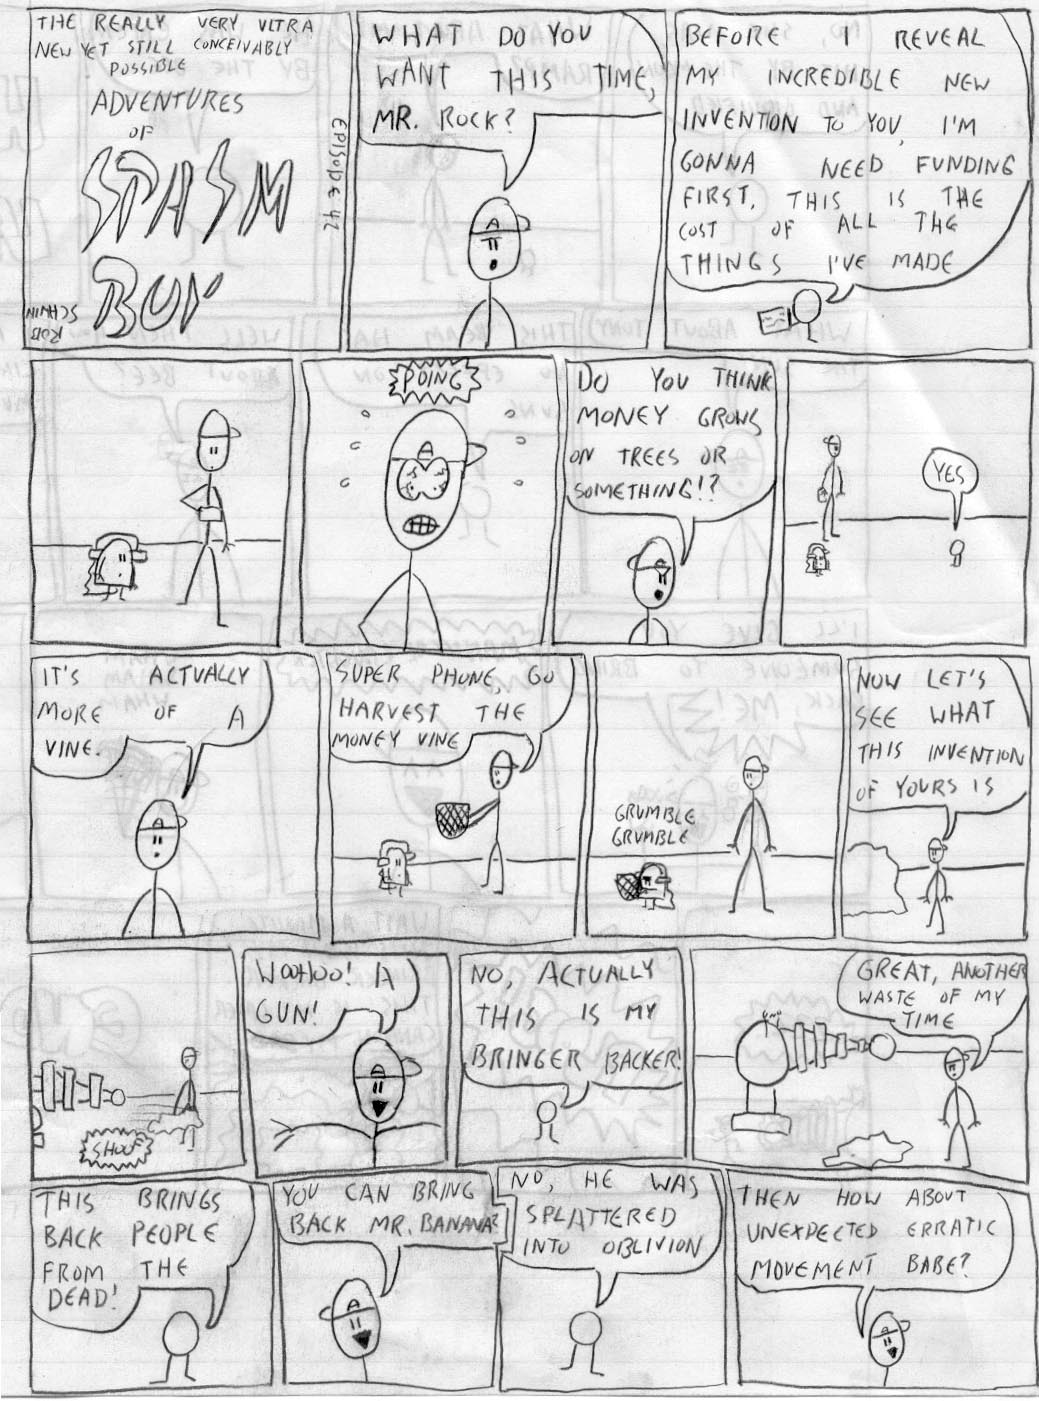 THE REALLY VERY ULTRA
NEW YET STILL CONCEIVABLY
POSSIBLE
ADVENTURES
OF
SPASM
BOY
EPISODE 42
ROB
SCHWIN
WHAT DO YOU
WANT THIS TIME,
MR. ROCK?
BEFORE I REVEAL
MY INCREDIBLE NEW
INVENTION TO YOU, I'M
GONNA NEED FUNDING
FIRST, THIS IS THE
COST OF ALL THE
THINGS I'VE MADE
POING
DO YOU THINK
MONEY GROWS
ON TREES OR
SOMETHING!?
YES
IT'S ACTUALLY
MORE OF A
VINE.
SUPER PHONE, GO
HARVEST THE
MONEY VINE
GRUMBLE
GRUMBLE
NOW LET'S
SEE WHAT
THIS INVENTION
OF YOURS IS
SHOOF
WOOHOO! A
GUN!
NO, ACTUALLY
THIS IS MY
BRINGER BACKER!
GREAT, ANOTHER
WASTE OF MY
TIME
THIS BRINGS
BACK PEOPLE
FROM THE
DEAD!
YOU CAN BRING
BACK MR. BANANA?
NO, HE WAS
SPLATTERED
INTO OBLIVION
THEN HOW ABOUT
UNEXPECTED ERRATIC
MOVEMENT BABE?